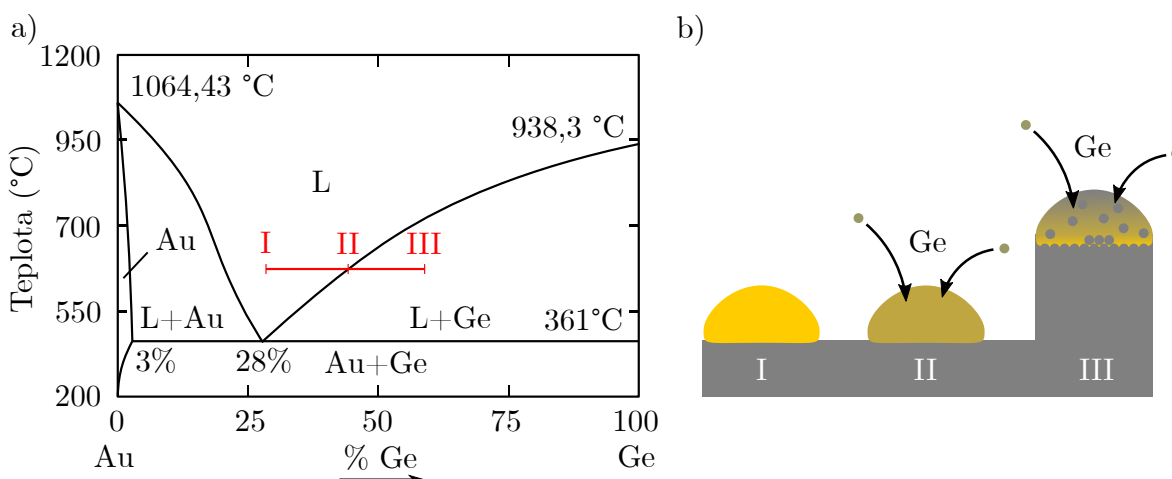 a)
1200
950
700
550
200
Teplota (°C)
1064,43 °C
938,3 °C
L
I II III
Au
L+Au
L+Ge
361°C
3%
28%
Au+Ge
0 25 50 75 100
Au
% Ge
Ge
b)
Ge
Ge
I
II
III